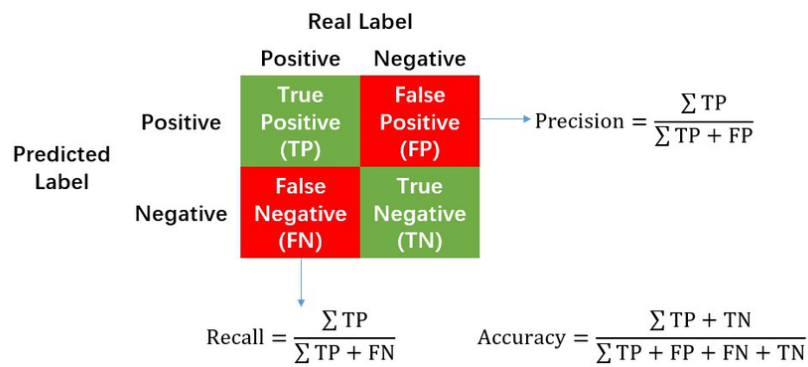 Real Label
Positive Negative
True Positive (TP)
False Positive (FP)
Positive
Precision = ∑ TP / ∑ TP + FP
Predicted Label
Negative
False Negative (FN)
True Negative (TN)
Recall = ∑ TP / ∑ TP + FN
Accuracy = ∑ TP + TN / ∑ TP + FP + FN + TN